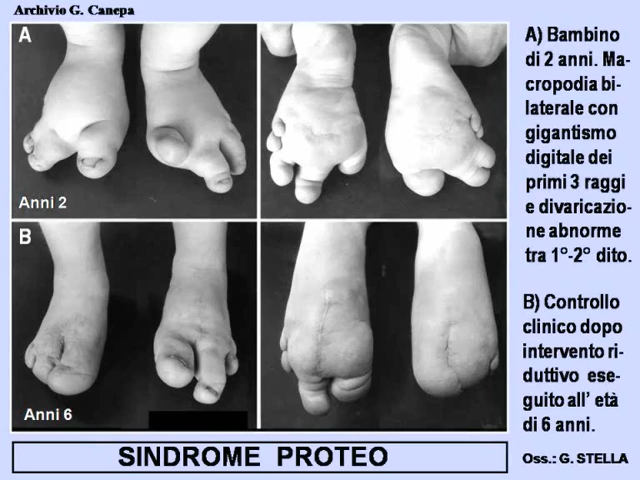 Archivio G. Canepa
A
Anni 2
B
Anni 6
A) Bambino
di 2 anni. Ma-
cropodia bi-
laterale con
gigantismo
digitale dei
primi 3 raggi
e divaricazio-
ne abnorme
tra 1°-2° dito.
B) Controllo
clinico dopo
intervento ri-
duttivo ese-
guito all' età
di 6 anni.
SINDROME PROTEO
Oss.: G. STELLA